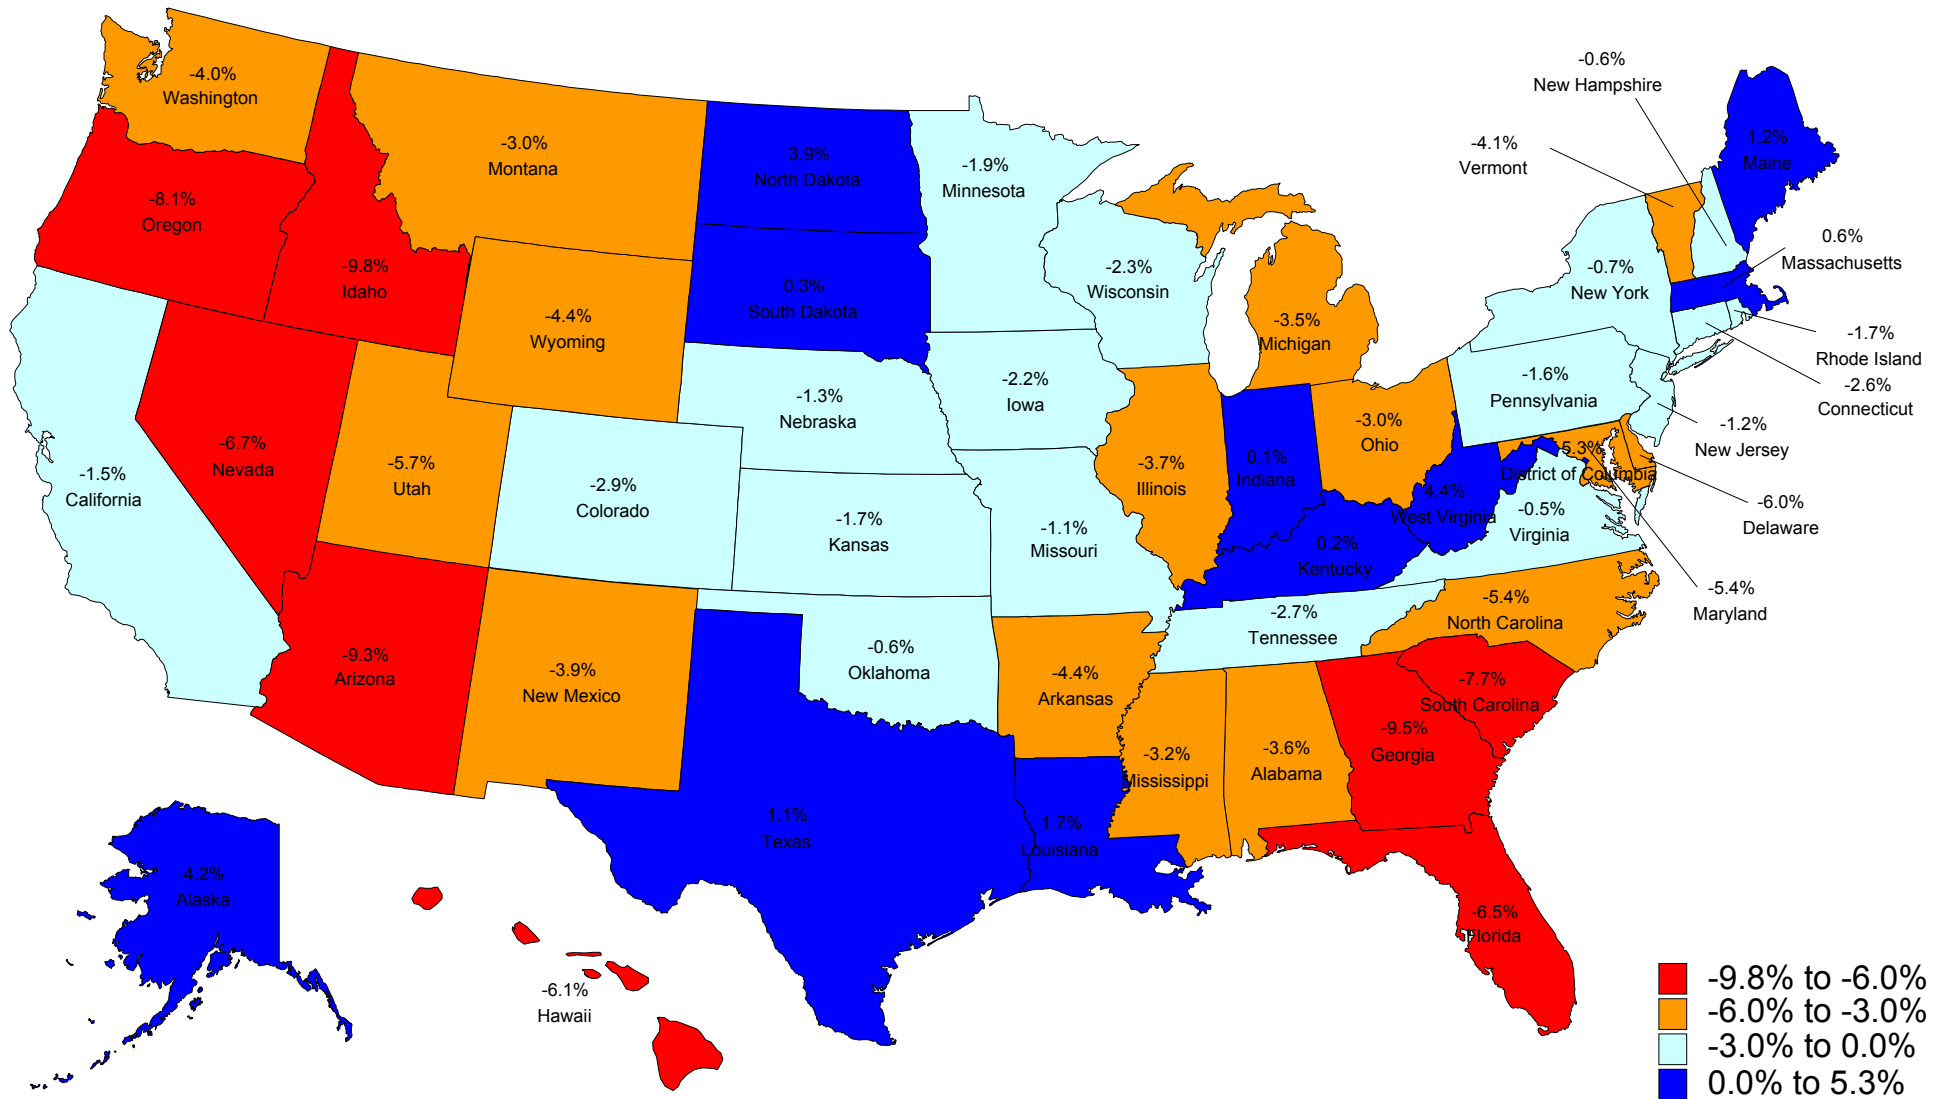 -4.0%
Washington
-8.1%
Oregon
-9.8%
Idaho
-3.0%
Montana
3.9%
North Dakota
-1.9%
Minnesota
0.3%
South Dakota
-4.4%
Wyoming
-2.3%
Wisconsin
-3.5%
Michigan
-0.6%
New Hampshire
-4.1%
Vermont
1.2%
Maine
0.6%
Massachusetts
-0.7%
New York
-1.7%
Rhode Island
-2.6%
Connecticut
-1.2%
New Jersey
-1.6%
Pennsylvania
-1.5%
California
-6.7%
Nevada
-5.7%
Utah
-2.9%
Colorado
-1.3%
Nebraska
-2.2%
Iowa
-1.7%
Kansas
-1.1%
Missouri
-3.7%
Illinois
0.1%
Indiana
-3.0%
Ohio
4.4%
West Virginia
5.3%
District of Columbia
-0.5%
Virginia
-6.0%
Delaware
-5.4%
Maryland
0.2%
Kentucky
-2.7%
Tennessee
-5.4%
North Carolina
-7.7%
South Carolina
-9.3%
Arizona
-3.9%
New Mexico
-0.6%
Oklahoma
-4.4%
Arkansas
-3.2%
Mississippi
-3.6%
Alabama
-9.5%
Georgia
1.1%
Texas
1.7%
Louisiana
-6.5%
Florida
4.2%
Alaska
-6.1%
Hawaii
-9.8% to -6.0%
-6.0% to -3.0%
-3.0% to 0.0%
0.0% to 5.3%